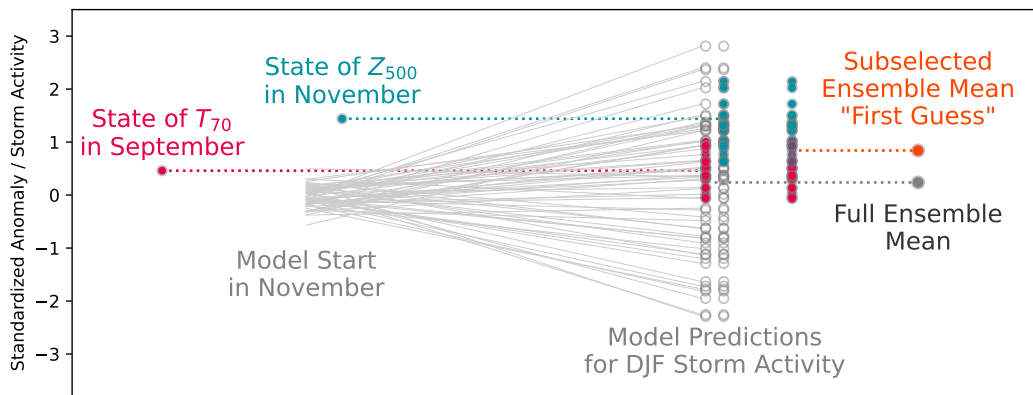 Standardized Anomaly / Storm Activity
3
2
1
0
−1
−2
−3
State of T70
in September
State of Z500
in November
Model Start
in November
Model Predictions
for DJF Storm Activity
Subselected
Ensemble Mean
"First Guess"
Full Ensemble
Mean